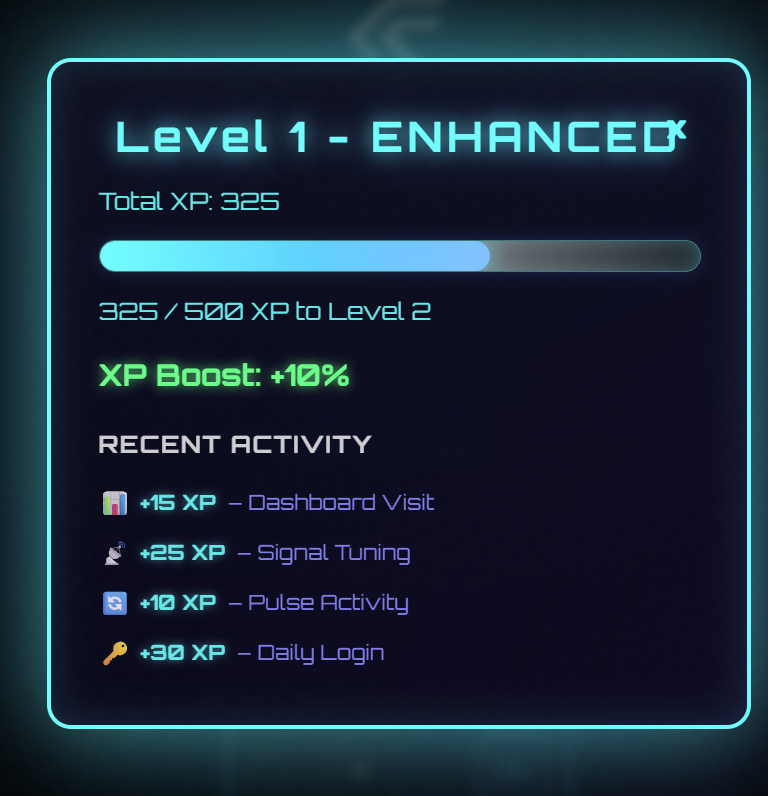 Level 1 - ENHANCED
x
Total XP: 325
325 / 500 XP to Level 2
XP Boost: +10%
RECENT ACTIVITY
+15 XP – Dashboard Visit
+25 XP – Signal Tuning
+10 XP – Pulse Activity
+30 XP – Daily Login